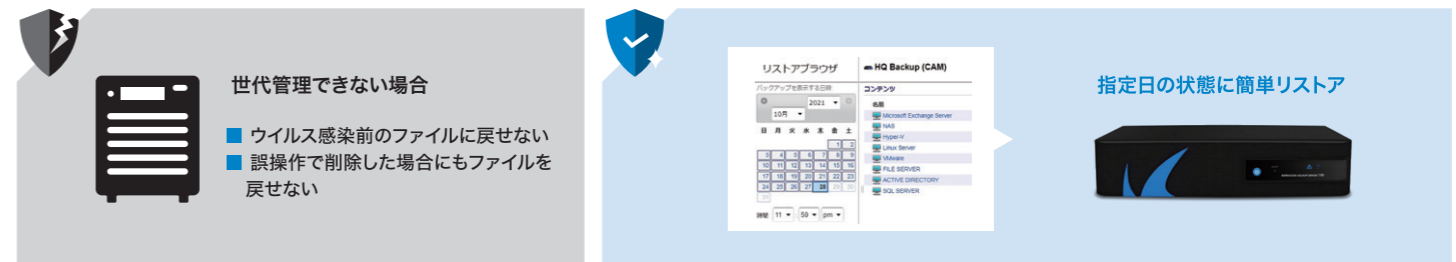 世代管理できない場合
ウイルス感染前のファイルに戻せない
誤操作で削除した場合にもファイルを
戻せない
リストアブラウザ
バックアップを表示する日時
2021
10月
日 月 火 水 木 金 土
1 2
3 4 5 6 7 8 9
10 11 12 13 14 15 16
17 18 19 20 21 22 23
24 25 26 27 28 29 30
31
時間 11 : 59 pm
HQ Backup (CAM)
コンテンツ
名前
Microsoft Exchange Server
NAS
Hyper-V
Linux Server
VMware
FILE SERVER
ACTIVE DIRECTORY
SQL SERVER
指定日の状態に簡単リストア